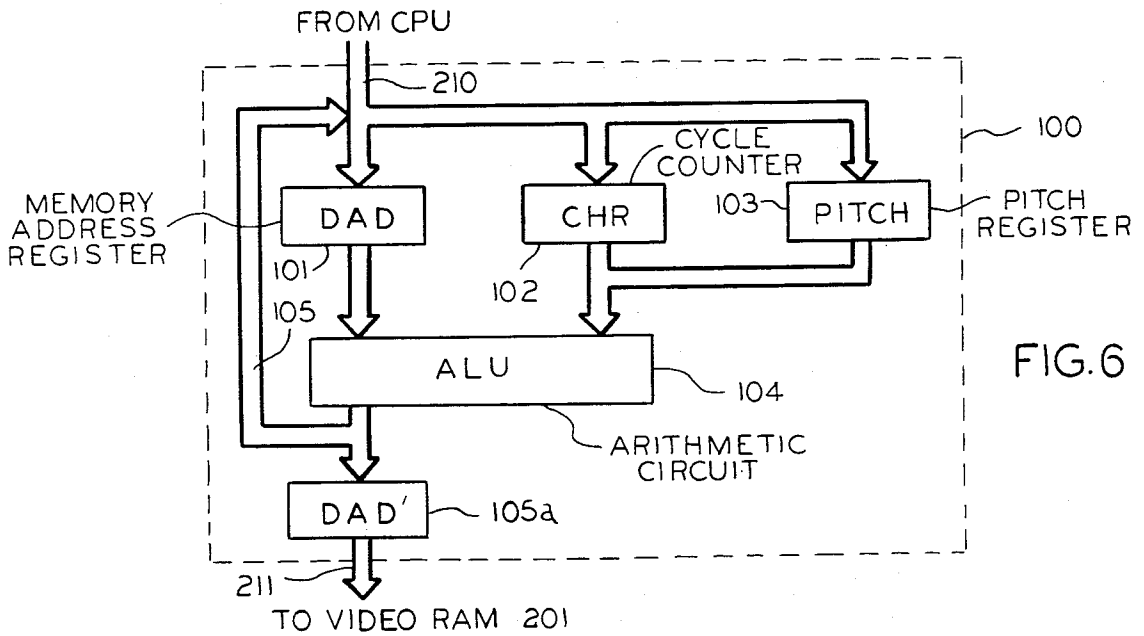 FROM CPU
210
100
CYCLE
COUNTER
MEMORY
ADDRESS
REGISTER
DAD
101
CHR
102
103
PITCH
PITCH
REGISTER
105
ALU
104
FIG.6
ARITHMETIC
CIRCUIT
DAD'
105a
211
TO VIDEO RAM 201